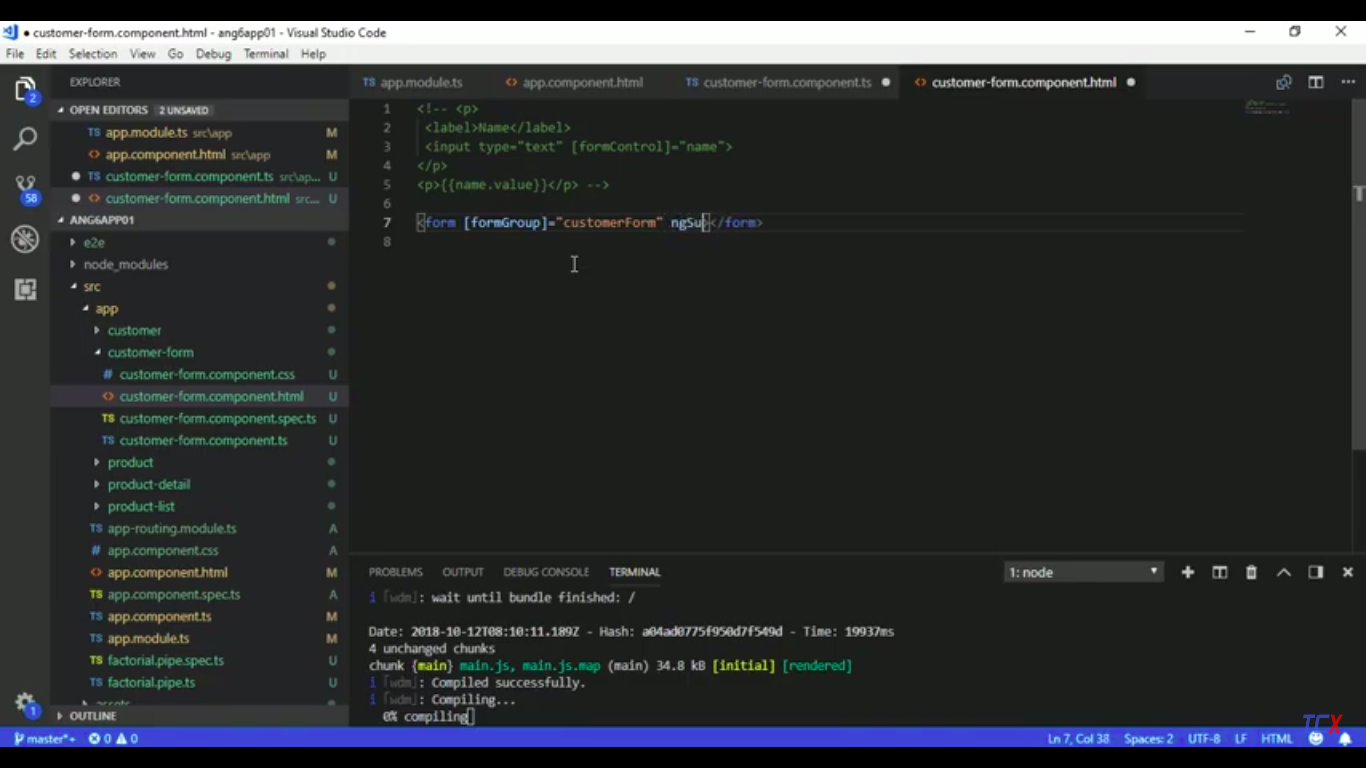 customer-form.component.html - ang6app01 - Visual Studio Code
File Edit Selection View Go Debug Terminal Help
EXPLORER
OPEN EDITORS 2 UNSAVED
TS app.module.ts src\app M
<> app.component.html src\app M
● TS customer-form.component.ts src\ap... U
● <> customer-form.component.html src... U
ANG6APP01
e2e
node_modules
src
app
customer
customer-form
# customer-form.component.css U
<> customer-form.component.html U
TS customer-form.component.spec.ts U
TS customer-form.component.ts U
product
product-detail
product-list
TS app-routing.module.ts A
# app.component.css A
<> app.component.html M
TS app.component.spec.ts A
TS app.component.ts M
TS app.module.ts M
TS factorial.pipe.spec.ts U
TS factorial.pipe.ts U
assets
OUTLINE
2
58
1
TS app.module.ts <> app.component.html TS customer-form.component.ts ● <> customer-form.component.html ●
1 <!-- <p>
2 <label>Name</label>
3 <input type="text" [formControl]="name">
4 </p>
5 <p>{{name.value}}</p> -->
6
7 <form [formGroup]="customerForm" ngSu></form>
8
PROBLEMS OUTPUT DEBUG CONSOLE TERMINAL 1: node
i ｢wdm｣: wait until bundle finished: /
Date: 2018-10-12T08:10:11.189Z - Hash: a04ad0775f950d7f549d - Time: 19937ms
4 unchanged chunks
chunk {main} main.js, main.js.map (main) 34.8 kB [initial] [rendered]
i ｢wdm｣: Compiled successfully.
i ｢wdm｣: Compiling...
0% compiling
TCX
master*+ 0 0 Ln 7, Col 38 Spaces: 2 UTF-8 LF HTML